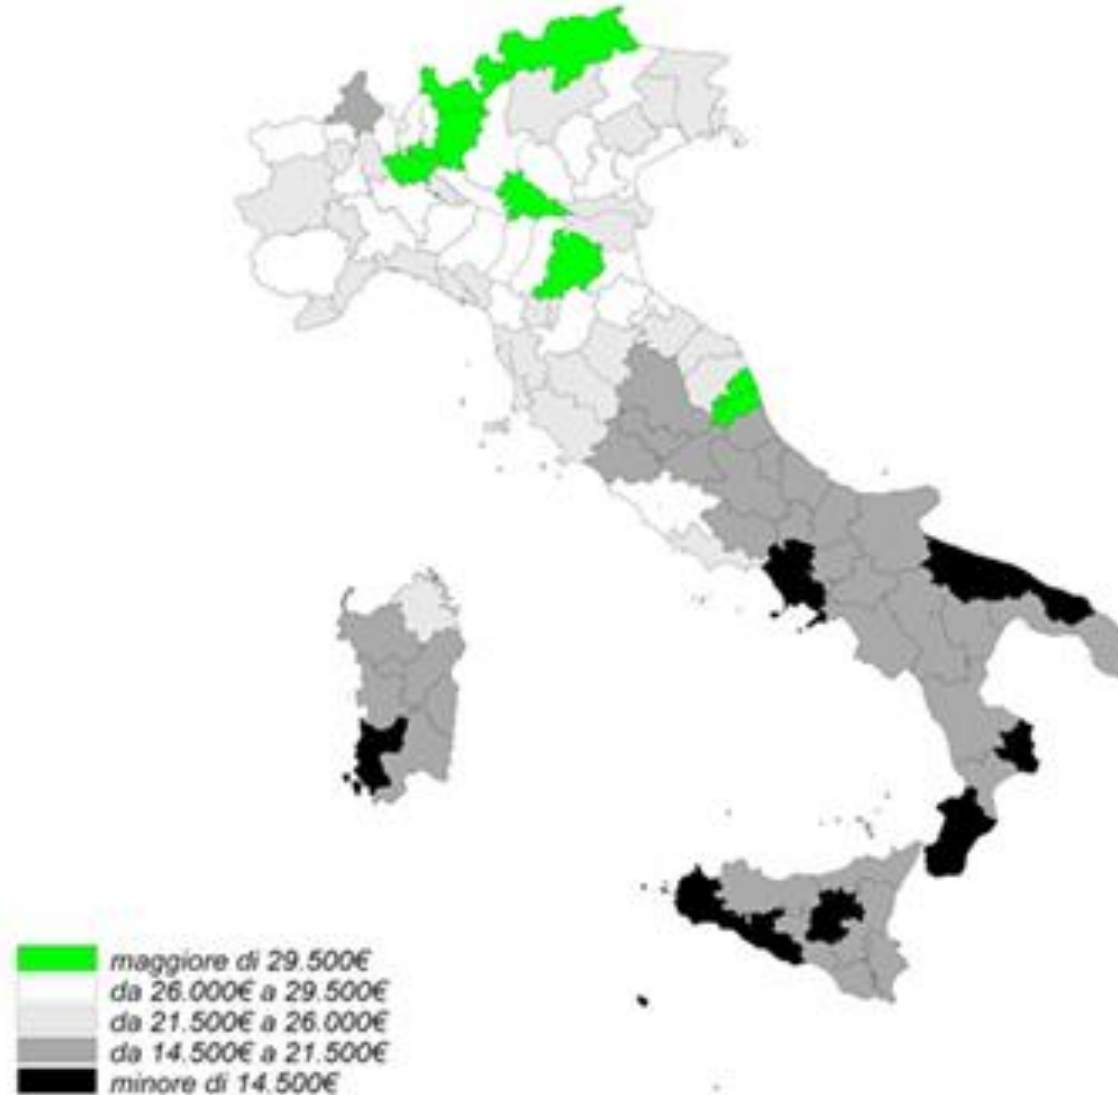 maggiore di 29.500€
da 26.000€ a 29.500€
da 21.500€ a 26.000€
da 14.500€ a 21.500€
minore di 14.500€